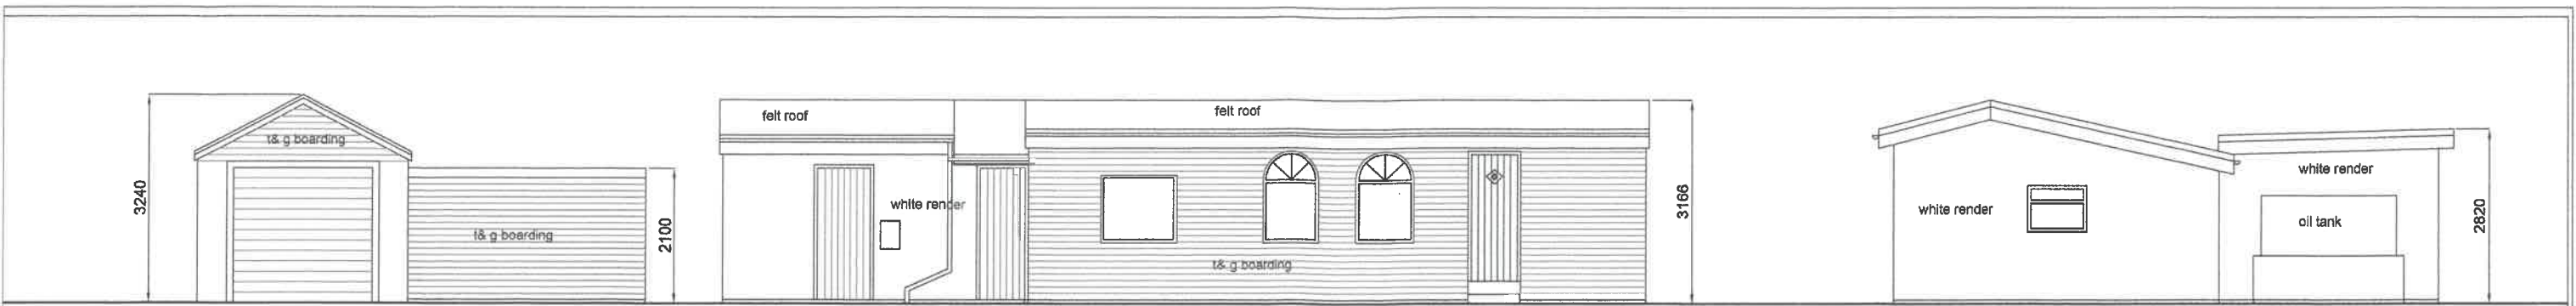 t& g boarding
3240
t& g boarding
2100
felt roof
white render
felt roof
t& g boarding
3166
white render
white render
oil tank
2820